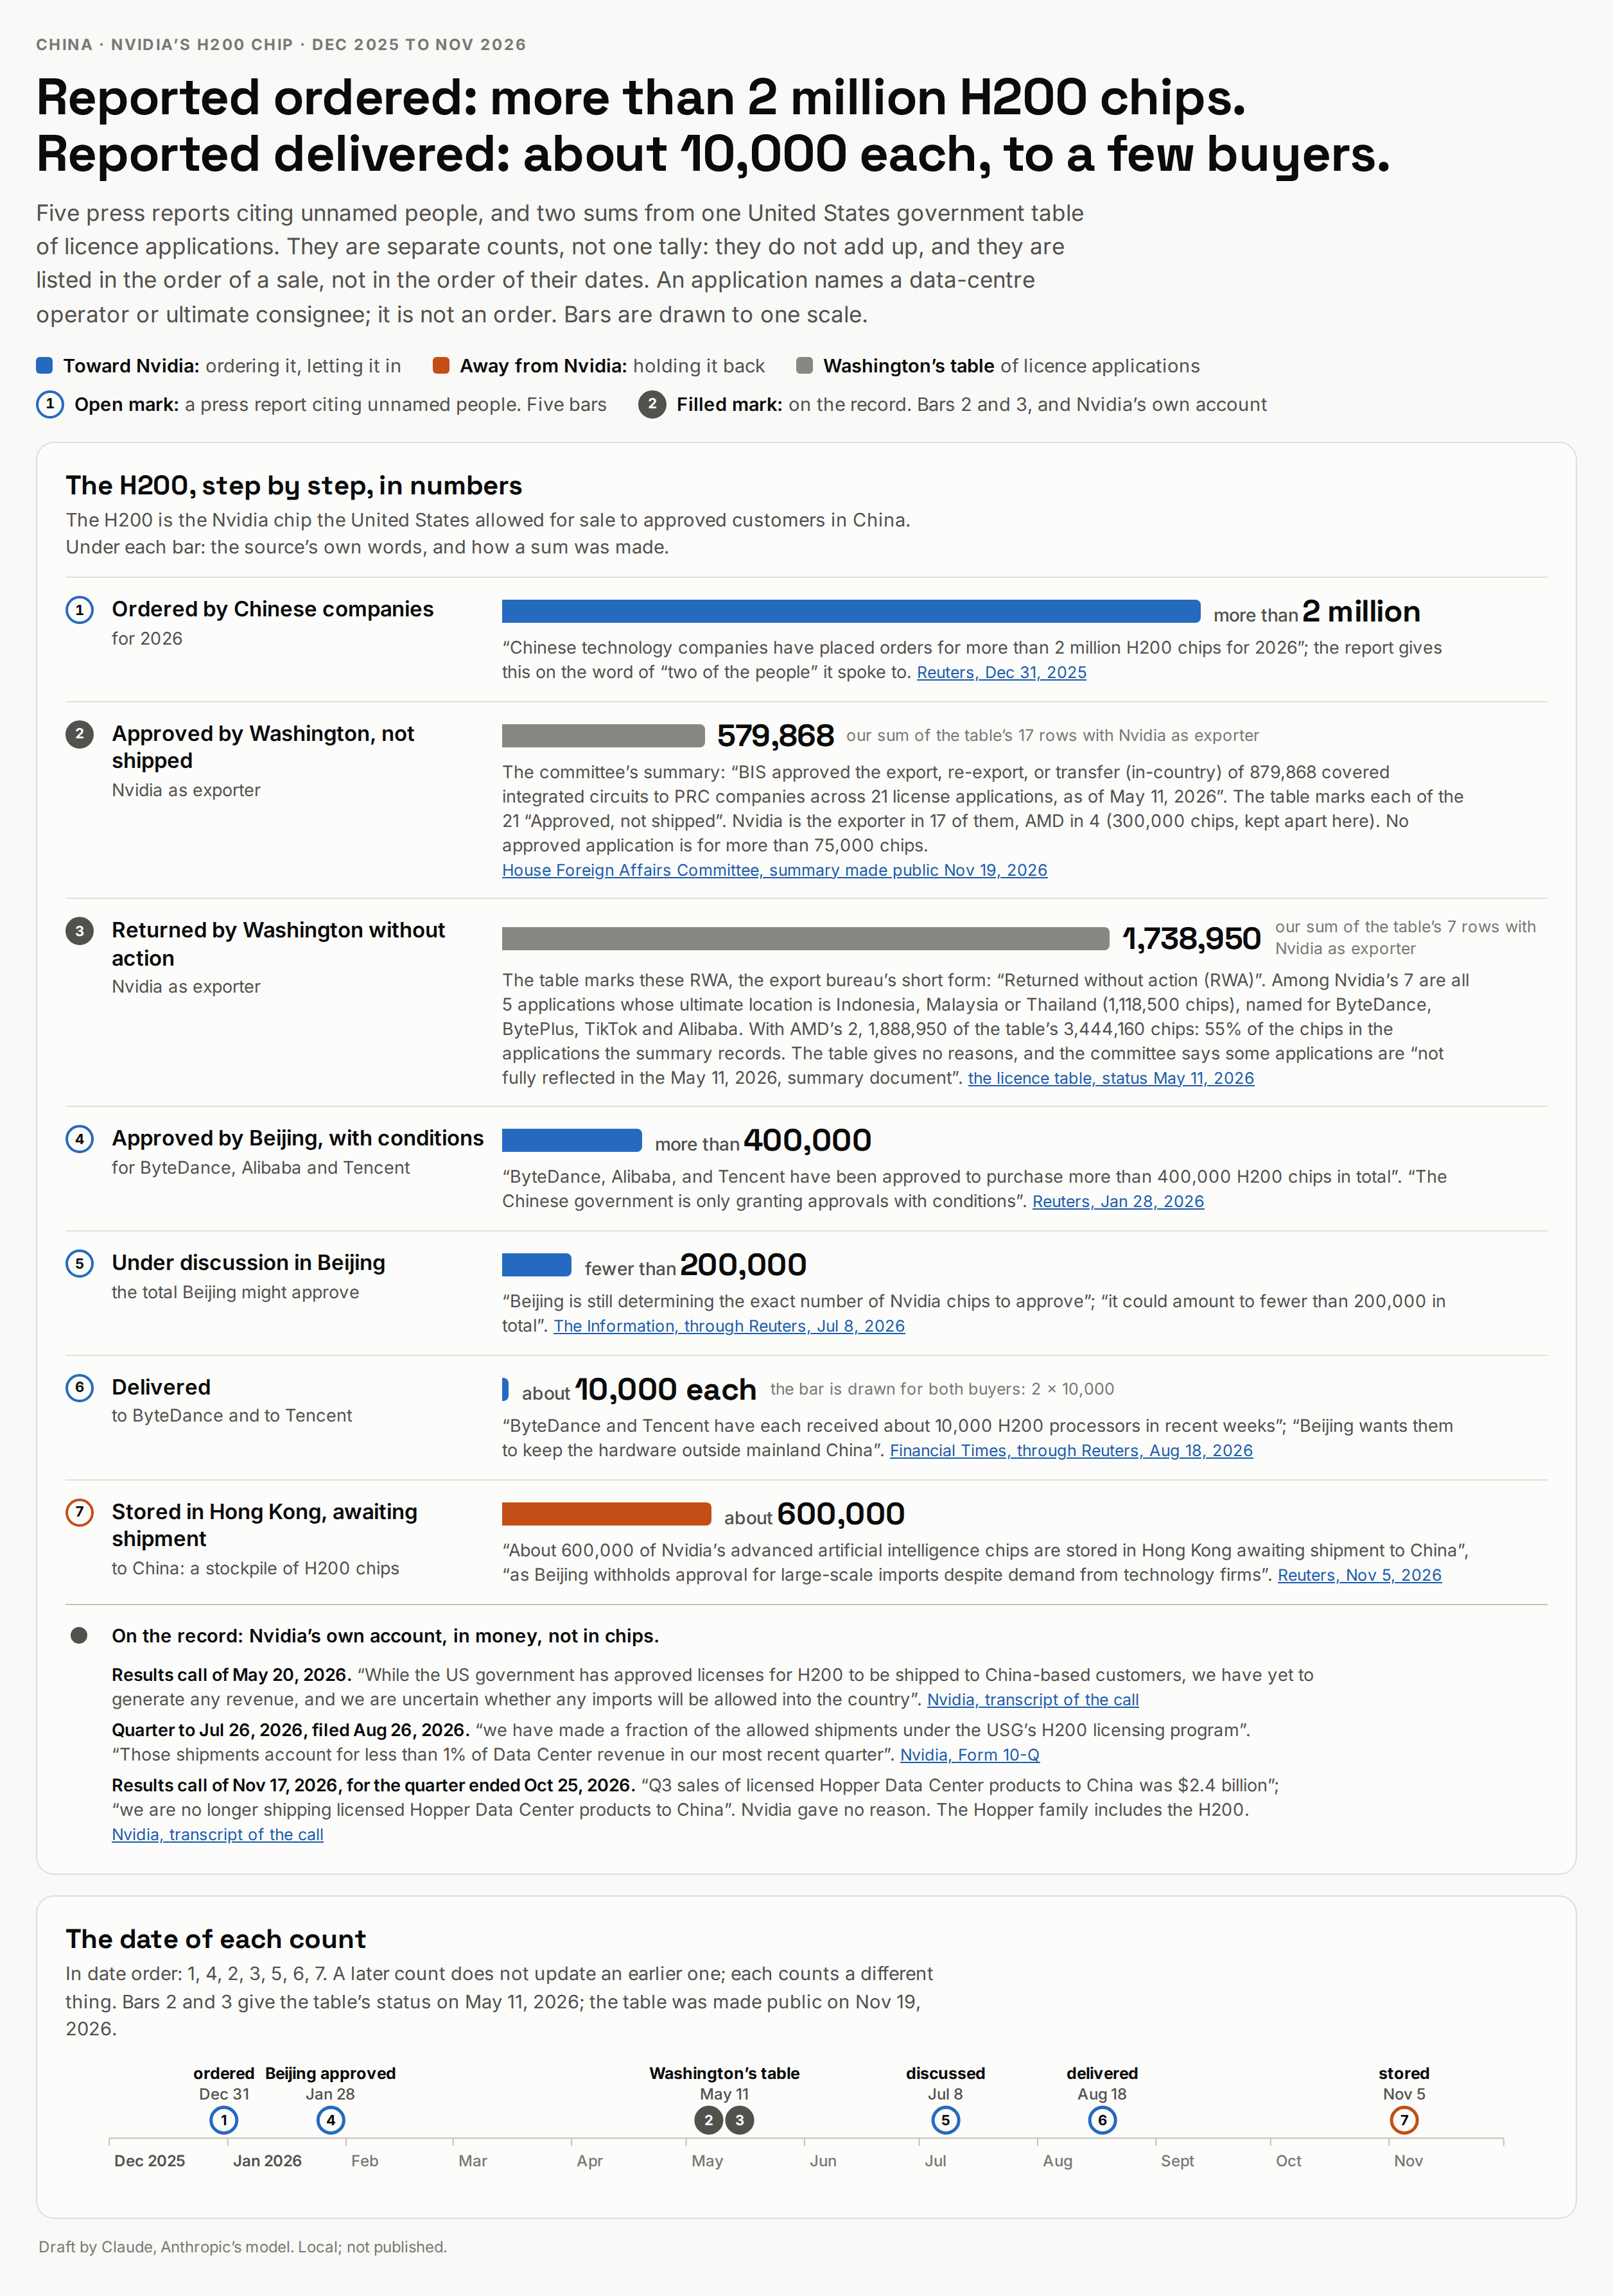 CHINA · NVIDIA’S H200 CHIP · DEC 2025 TO NOV 2026
Reported ordered: more than 2 million H200 chips.
Reported delivered: about 10,000 each, to a few buyers.
Five press reports citing unnamed people, and two sums from one United States government table
of licence applications. They are separate counts, not one tally: they do not add up, and they are
listed in the order of a sale, not in the order of their dates. An application names a data-centre
operator or ultimate consignee; it is not an order. Bars are drawn to one scale.
Toward Nvidia: ordering it, letting it in Away from Nvidia: holding it back Washington’s table of licence applications
1 Open mark: a press report citing unnamed people. Five bars 2 Filled mark: on the record. Bars 2 and 3, and Nvidia’s own account
The H200, step by step, in numbers
The H200 is the Nvidia chip the United States allowed for sale to approved customers in China.
Under each bar: the source’s own words, and how a sum was made.
1 Ordered by Chinese companies
for 2026
more than 2 million
“Chinese technology companies have placed orders for more than 2 million H200 chips for 2026”; the report gives
this on the word of “two of the people” it spoke to. Reuters, Dec 31, 2025
2 Approved by Washington, not
shipped
Nvidia as exporter
579,868 our sum of the table’s 17 rows with Nvidia as exporter
The committee’s summary: “BIS approved the export, re-export, or transfer (in-country) of 879,868 covered
integrated circuits to PRC companies across 21 license applications, as of May 11, 2026”. The table marks each of the
21 “Approved, not shipped”. Nvidia is the exporter in 17 of them, AMD in 4 (300,000 chips, kept apart here). No
approved application is for more than 75,000 chips.
House Foreign Affairs Committee, summary made public Nov 19, 2026
3 Returned by Washington without
action
Nvidia as exporter
1,738,950 our sum of the table’s 7 rows with
Nvidia as exporter
The table marks these RWA, the export bureau’s short form: “Returned without action (RWA)”. Among Nvidia’s 7 are all
5 applications whose ultimate location is Indonesia, Malaysia or Thailand (1,118,500 chips), named for ByteDance,
BytePlus, TikTok and Alibaba. With AMD’s 2, 1,888,950 of the table’s 3,444,160 chips: 55% of the chips in the
applications the summary records. The table gives no reasons, and the committee says some applications are “not
fully reflected in the May 11, 2026, summary document”. the licence table, status May 11, 2026
4 Approved by Beijing, with conditions
for ByteDance, Alibaba and Tencent
more than 400,000
“ByteDance, Alibaba, and Tencent have been approved to purchase more than 400,000 H200 chips in total”. “The
Chinese government is only granting approvals with conditions”. Reuters, Jan 28, 2026
5 Under discussion in Beijing
the total Beijing might approve
fewer than 200,000
“Beijing is still determining the exact number of Nvidia chips to approve”; “it could amount to fewer than 200,000 in
total”. The Information, through Reuters, Jul 8, 2026
6 Delivered
to ByteDance and to Tencent
about 10,000 each the bar is drawn for both buyers: 2 × 10,000
“ByteDance and Tencent have each received about 10,000 H200 processors in recent weeks”; “Beijing wants them
to keep the hardware outside mainland China”. Financial Times, through Reuters, Aug 18, 2026
7 Stored in Hong Kong, awaiting
shipment
to China: a stockpile of H200 chips
about 600,000
“About 600,000 of Nvidia’s advanced artificial intelligence chips are stored in Hong Kong awaiting shipment to China”,
“as Beijing withholds approval for large-scale imports despite demand from technology firms”. Reuters, Nov 5, 2026
On the record: Nvidia’s own account, in money, not in chips.
Results call of May 20, 2026. “While the US government has approved licenses for H200 to be shipped to China-based customers, we have yet to
generate any revenue, and we are uncertain whether any imports will be allowed into the country”. Nvidia, transcript of the call
Quarter to Jul 26, 2026, filed Aug 26, 2026. “we have made a fraction of the allowed shipments under the USG’s H200 licensing program”.
“Those shipments account for less than 1% of Data Center revenue in our most recent quarter”. Nvidia, Form 10-Q
Results call of Nov 17, 2026, for the quarter ended Oct 25, 2026. “Q3 sales of licensed Hopper Data Center products to China was $2.4 billion”;
“we are no longer shipping licensed Hopper Data Center products to China”. Nvidia gave no reason. The Hopper family includes the H200.
Nvidia, transcript of the call
The date of each count
In date order: 1, 4, 2, 3, 5, 6, 7. A later count does not update an earlier one; each counts a different
thing. Bars 2 and 3 give the table’s status on May 11, 2026; the table was made public on Nov 19,
2026.
ordered Beijing approved Washington’s table discussed delivered stored
Dec 31 Jan 28 May 11 Jul 8 Aug 18 Nov 5
1 4 2 3 5 6 7
Dec 2025 Jan 2026 Feb Mar Apr May Jun Jul Aug Sept Oct Nov
Draft by Claude, Anthropic’s model. Local; not published.